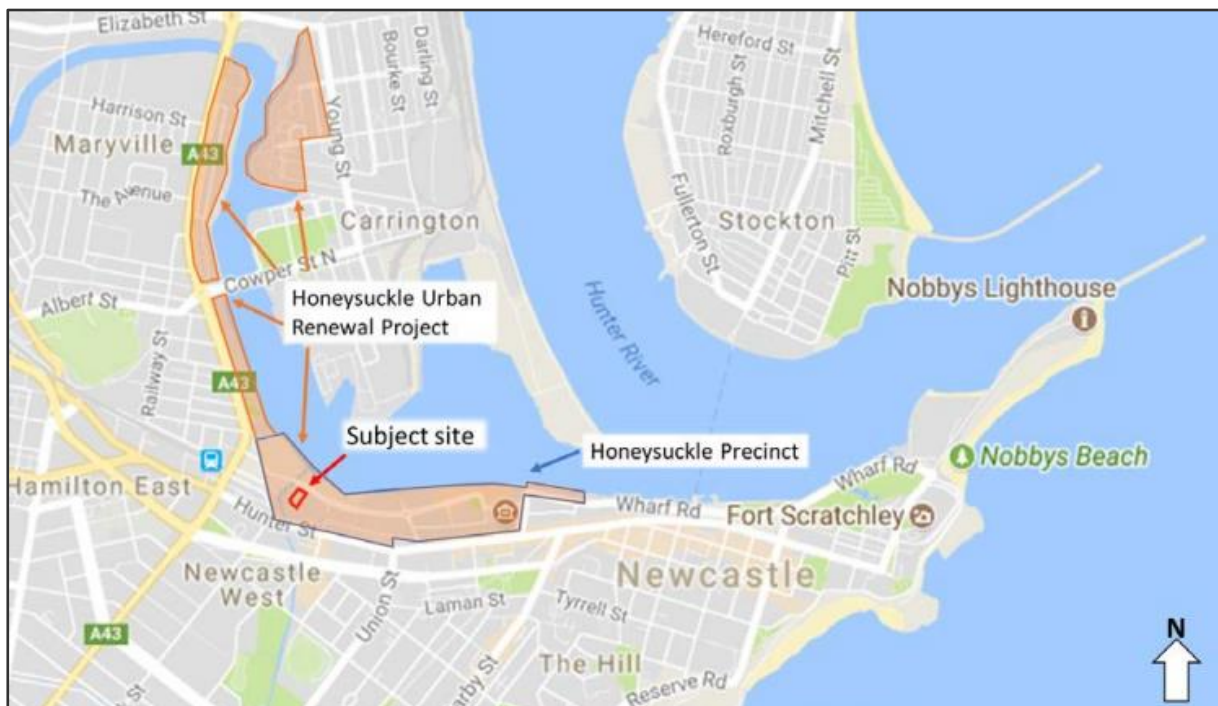 Elizabeth St
Darling St
Bourke St
Hereford St
Mitchell St
Roxburgh St
Harrison St
Maryville
A43
Young St
The Avenue
Carrington
Fullerton St
Stockton
Pitt St
Cowper St N
Albert St
Honeysuckle Urban
Renewal Project
Hunter River
Nobbys Lighthouse
Railway St
A43
Subject site
Honeysuckle Precinct
Nobbys Beach
Hamilton East
Hunter St
Wharf Rd
Wharf Rd
Fort Scratchley
Newcastle
West
Union St
Newcastle
Laman St
Tyrrell St
A43
The Hill
Reserve Rd
N